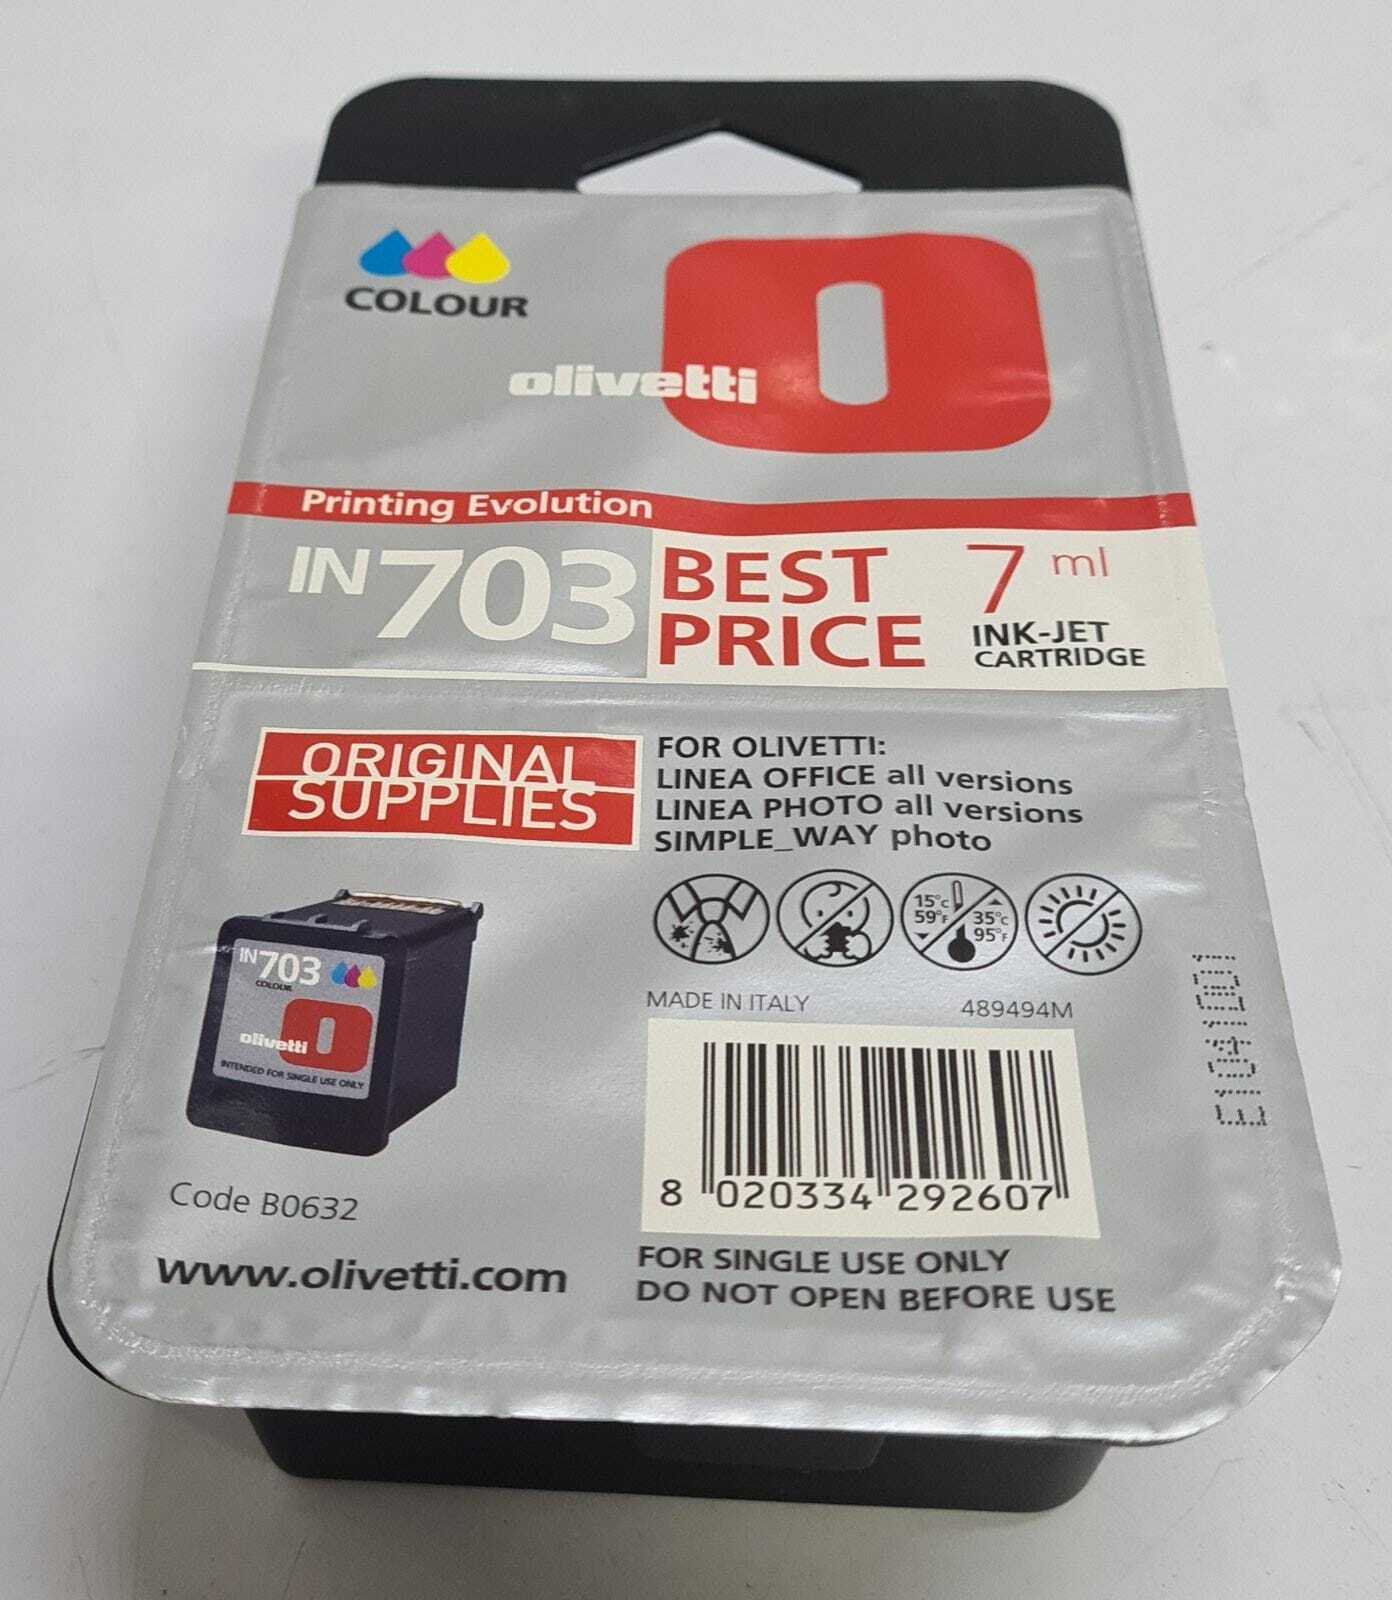 COLOUR
olivetti
Printing Evolution
IN703
BEST
PRICE
7 ml
INK-JET
CARTRIDGE
ORIGINAL
SUPPLIES
FOR OLIVETTI:
LINEA OFFICE all versions
LINEA PHOTO all versions
SIMPLE_WAY photo
15°C
59°F
35°C
95°F
IN703
COLOUR
olivetti
INTENDED FOR SINGLE USE ONLY
MADE IN ITALY
489494M
8 020334 292607
Code B0632
www.olivetti.com
FOR SINGLE USE ONLY
DO NOT OPEN BEFORE USE